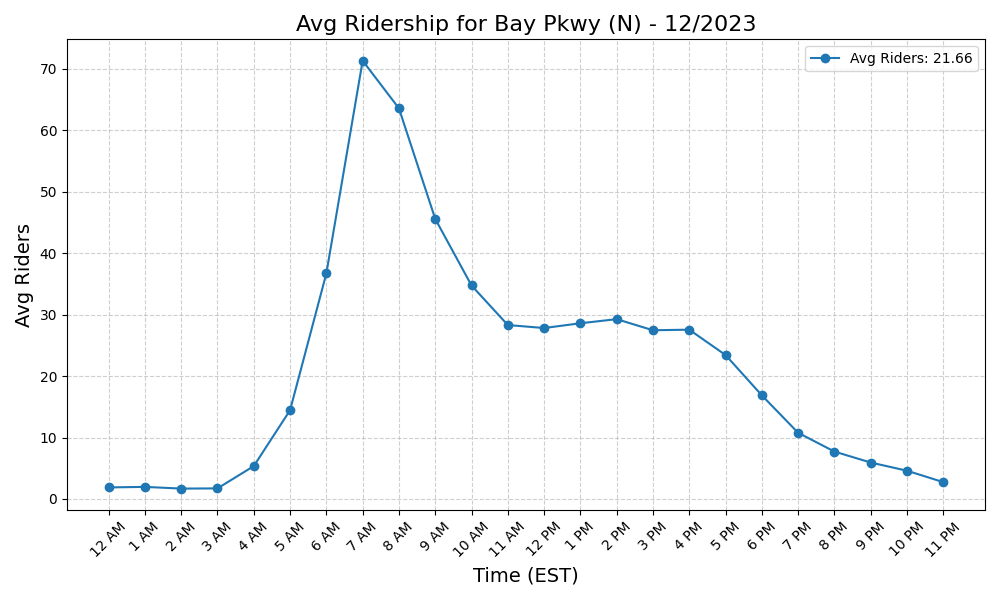 Avg Ridership for Bay Pkwy (N) - 12/2023
Avg Riders: 21.66
Avg Riders
70
60
50
40
30
20
10
0
12 AM
1 AM
2 AM
3 AM
4 AM
5 AM
6 AM
7 AM
8 AM
9 AM
10 AM
11 AM
12 PM
1 PM
2 PM
3 PM
4 PM
5 PM
6 PM
7 PM
8 PM
9 PM
10 PM
11 PM
Time (EST)